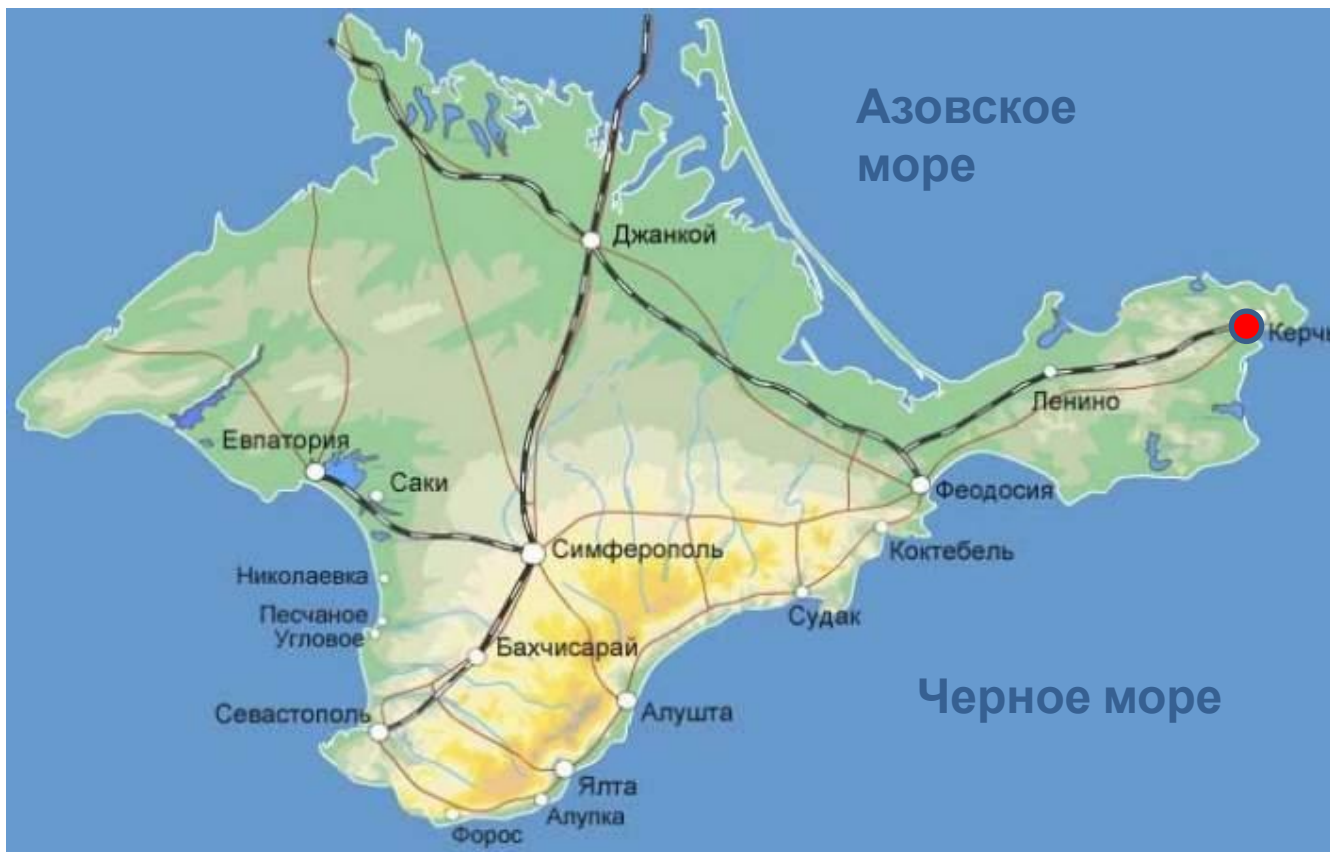 Азовское
море
Джанкой
Керчь
Ленино
Евпатория
Саки
Феодосия
Симферополь
Коктебель
Николаевка
Судак
Песчаное
Угловое
Бахчисарай
Черное море
Севастополь
Алушта
Ялта
Алупка
Форос